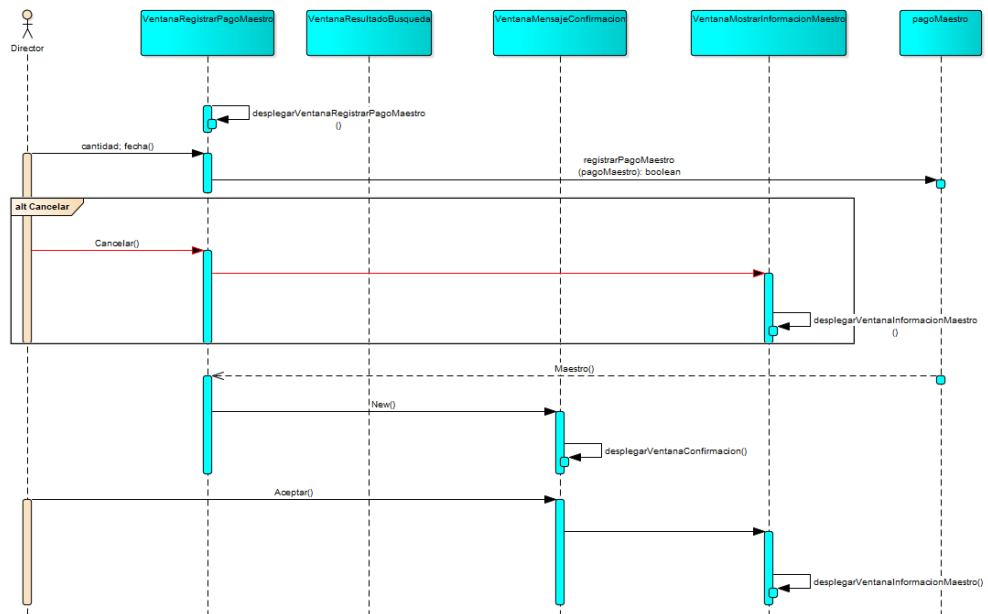 VentanaRegistrarPagoMaestro
VentanaResultadoBusqueda
VentanaMensajeConfirmacion
VentanaMostrarInformacionMaestro
pagoMaestro
Director
desplegarVentanaRegistrarPagoMaestro
()
cantidad; fecha()
registrarPagoMaestro
(pagoMaestro): boolean
alt Cancelar
Cancelar()
desplegarVentanaInformacionMaestro
()
Maestro()
New()
desplegarVentanaConfirmacion()
Aceptar()
desplegarVentanaInformacionMaestro()